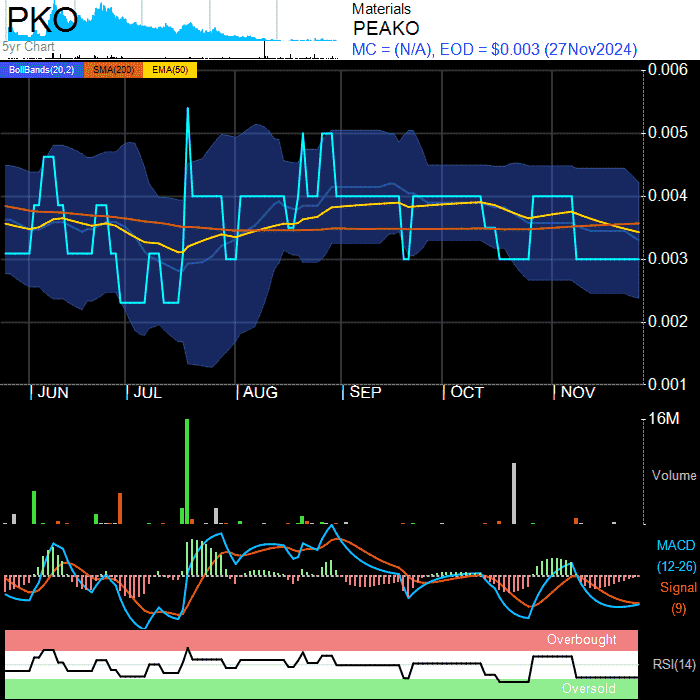 PKO
5yr Chart
Materials
PEAKO
MC = (N/A), EOD = $0.003 (27Nov2024)
BollBands(20,2) SMA(200) EMA(50)
0.006
0.005
0.004
0.003
0.002
0.001
JUN JUL AUG SEP OCT NOV
16M
Volume
MACD
(12-26)
Signal
(9)
Overbought
RSI(14)
Oversold